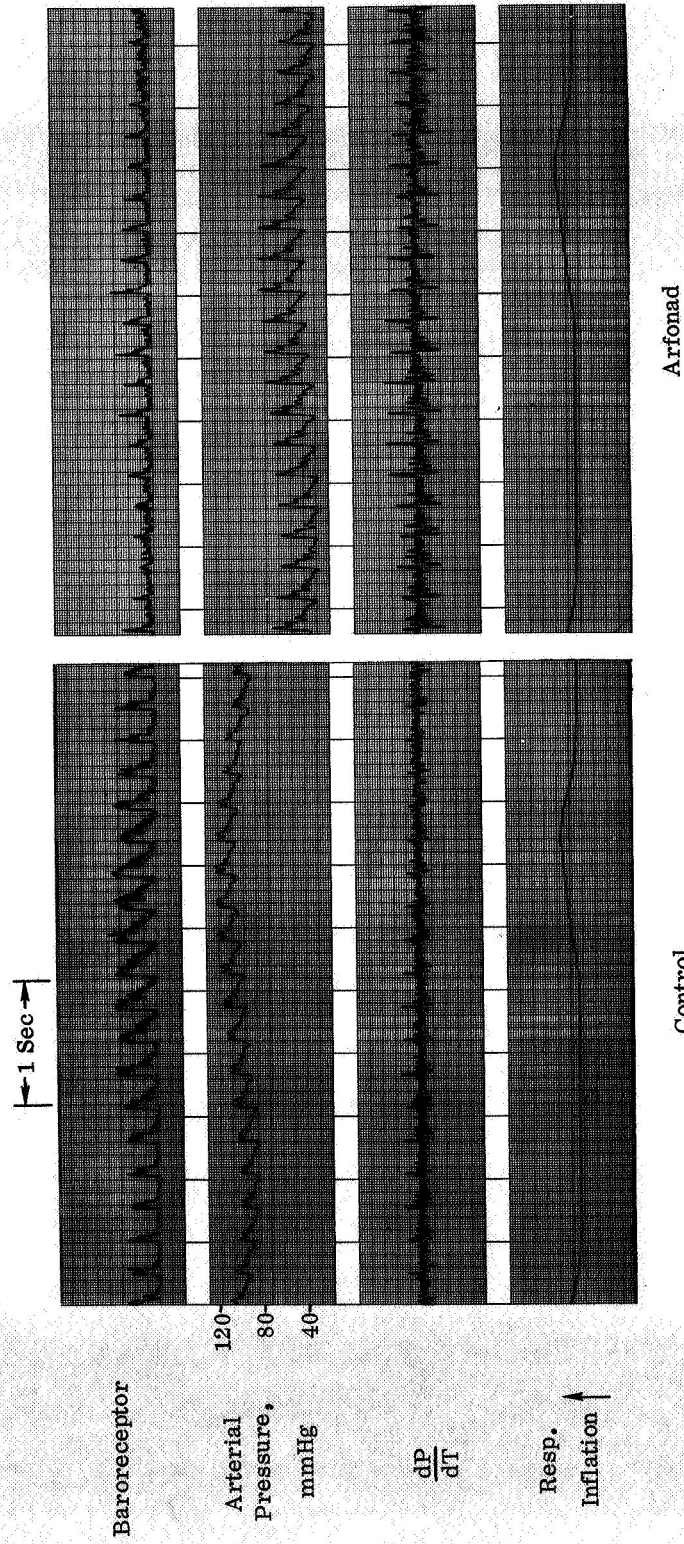 1 Sec
Baroreceptor
Arterial
Pressure,
mmHg
120
80
40
dP
dT
Resp.
Inflation
Control
Arfonad